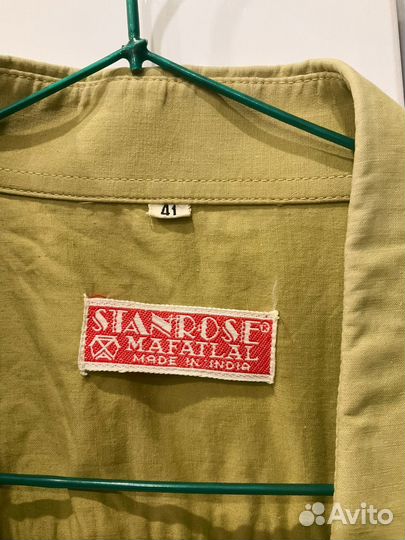 41
STANROSE®
MAFATLAL
MADE IN INDIA
Avito